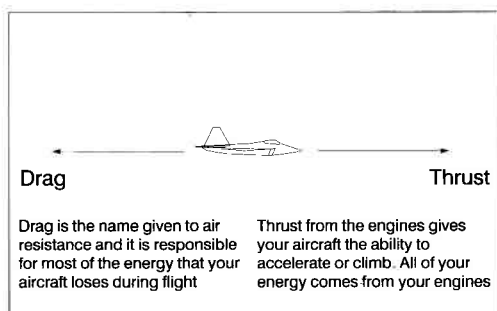 Drag
Thrust
Drag is the name given to air
resistance and it is responsible
for most of the energy that your
aircraft loses during flight
Thrust from the engines gives
your aircraft the ability to
accelerate or climb. All of your
energy comes from your engines